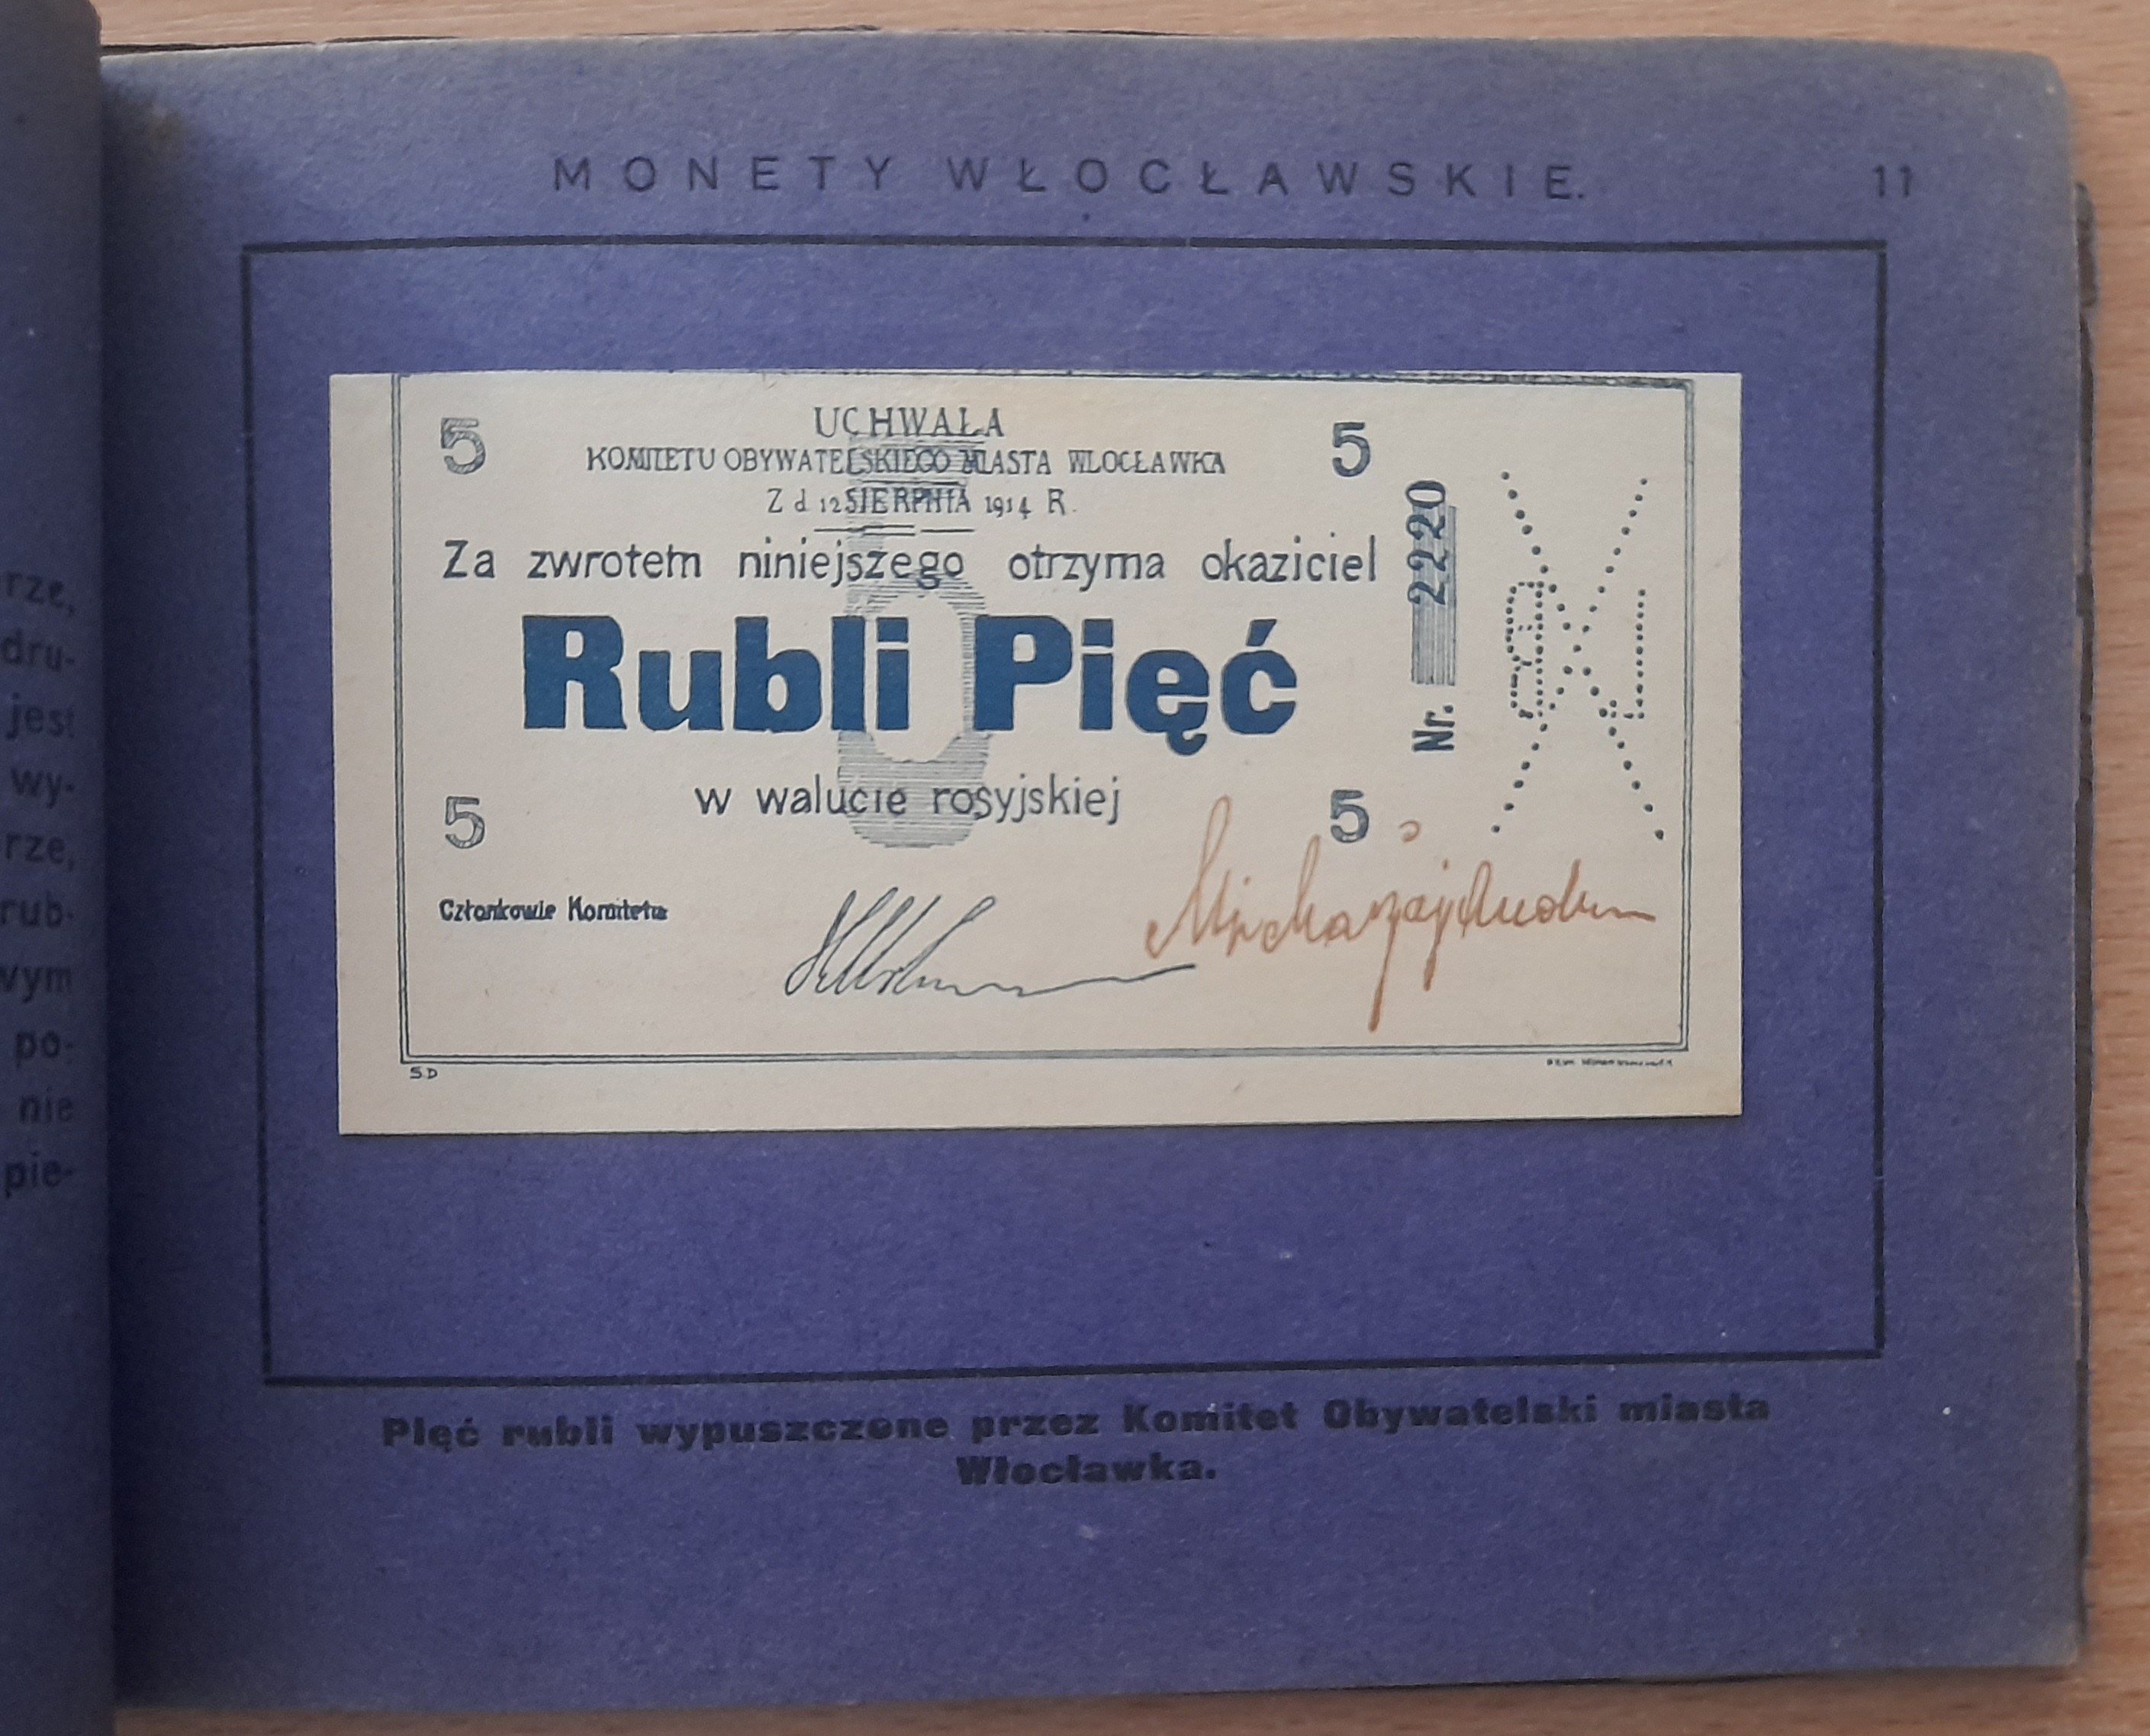 MONETY WŁOCŁAWSKIE. 11
5 UCHWAŁA 5
KOMITETU OBYWATELSKIEGO MIASTA WLOCŁAWKA
Z d 12 SIERPNIA 1914 R.
Za zwrotem niniejszego otrzyma okaziciel
Rubli Pięć
w walucie rosyjskiej
5 5
Nr. 2220
Członkowie Komitetu
S.D
Pięć rubli wypuszczone przez Komitet Obywatelski miasta
Włocławka.
rze,
dru-
jest
wy-
rze,
rub-
wym
po-
nie
pie-